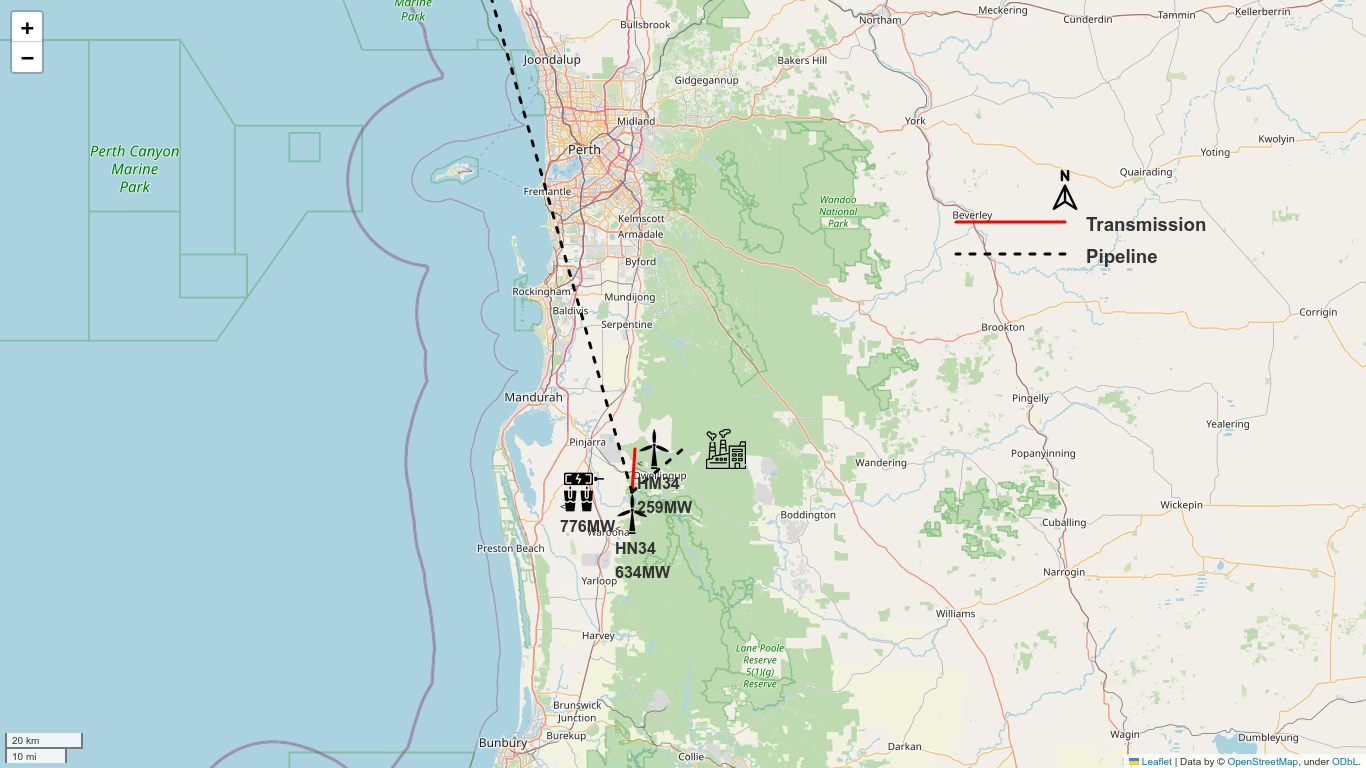 +
−
Marine
Park
Bullsbrook
Northam
Meckering
Cunderdin
Tammin
Kellerberrin
Joondalup
Gidgegannup
Bakers Hill
Midland
York
Kwolyin
Perth Canyon
Marine
Park
Perth
Yoting
Quairading
N
Fremantle
Wandoo
National
Park
Beverley
Kelmscott
Armadale
Transmission
Pipeline
Byford
Rockingham
Mundijong
Baldivis
Serpentine
Corrigin
Brookton
Mandurah
Pingelly
Yealering
Pinjarra
Popanyinning
Wandering
<
Dwellingup
HM34
259MW
Wickepin
Boddington
Cuballing
<
776MW
<
Waroona
Preston Beach
HN34
634MW
Narrogin
Yarloop
Williams
Harvey
Lane Poole
Reserve
5(1)(g)
Reserve
Brunswick
Junction
Burekup
Bunbury
Collie
Darkan
Wagin
Dumbleyung
20 km
10 mi
Leaflet | Data by © OpenStreetMap, under ODbL.